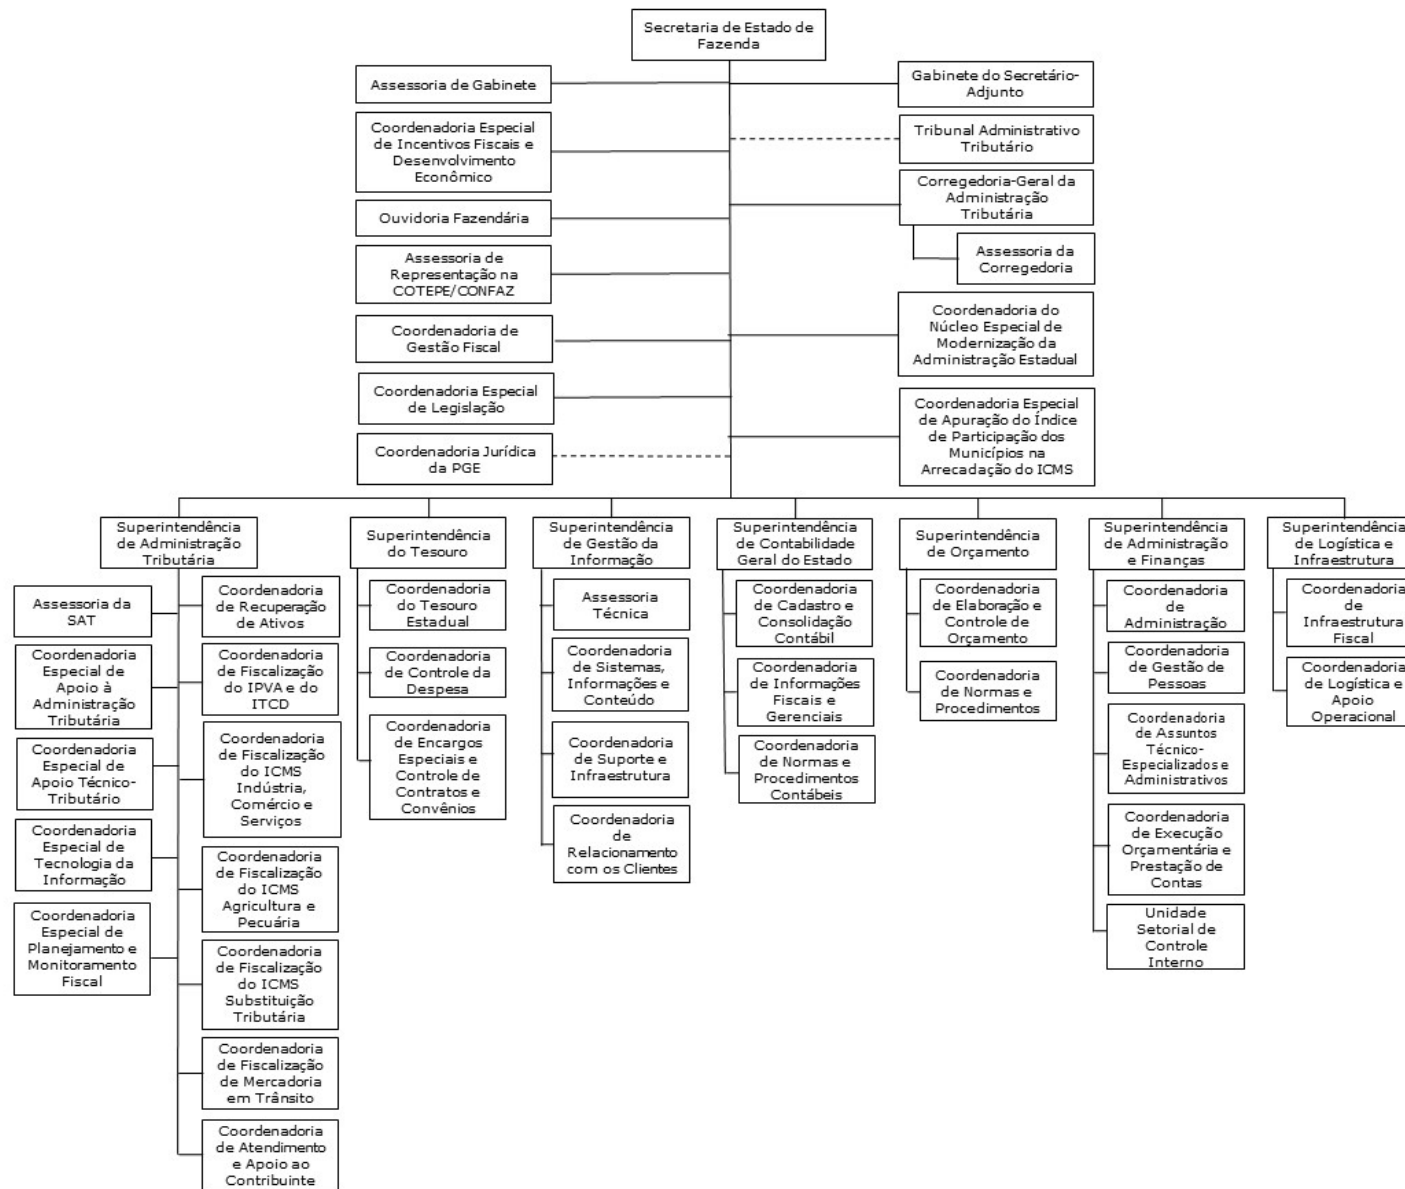 Secretaria de Estado de
Fazenda
Assessoria de Gabinete
Gabinete do Secretário-
Adjunto
Coordenadoria Especial
de Incentivos Fiscais e
Desenvolvimento
Econômico
Tribunal Administrativo
Tributário
Corregedoria-Geral da
Administração
Tributária
Ouvidoria Fazendária
Assessoria da
Corregedoria
Assessoria de
Representação na
COTEPE/CONFAZ
Coordenadoria do
Núcleo Especial de
Modernização da
Administração Estadual
Coordenadoria de
Gestão Fiscal
Coordenadoria Especial
de Legislação
Coordenadoria Especial
de Apuração do Índice
de Participação dos
Municípios na
Arrecadação do ICMS
Coordenadoria Jurídica
da PGE
Superintendência
de Administração
Tributária
Assessoria da
SAT
Coordenadoria
Especial de
Apoio à
Administração
Tributária
Coordenadoria
Especial de
Apoio Técnico-
Tributário
Coordenadoria
Especial de
Tecnologia da
Informação
Coordenadoria
Especial de
Planejamento e
Monitoramento
Fiscal
Coordenadoria
de Recuperação
de Ativos
Coordenadoria
de Fiscalização
do IPVA e do
ITCD
Coordenadoria
de Fiscalização
do ICMS
Indústria,
Comércio e
Serviços
Coordenadoria
de Fiscalização
do ICMS
Agricultura e
Pecuária
Coordenadoria
de Fiscalização
do ICMS
Substituição
Tributária
Coordenadoria
de Fiscalização
de Mercadoria
em Trânsito
Coordenadoria
de Atendimento
e Apoio ao
Contribuinte
Superintendência
do Tesouro
Coordenadoria
do Tesouro
Estadual
Coordenadoria
de Controle da
Despesa
Coordenadoria
de Encargos
Especiais e
Controle de
Contratos e
Convênios
Superintendência
de Gestão da
Informação
Assessoria
Técnica
Coordenadoria
de Sistemas,
Informações e
Conteúdo
Coordenadoria
de Suporte e
Infraestrutura
Coordenadoria
de
Relacionamento
com os Clientes
Superintendência
de Contabilidade
Geral do Estado
Coordenadoria
de Cadastro e
Consolidação
Contábil
Coordenadoria
de Informações
Fiscais e
Gerenciais
Coordenadoria
de Normas e
Procedimentos
Contábeis
Superintendência
de Orçamento
Coordenadoria
de Elaboração e
Controle do
Orçamento
Coordenadoria
de Normas e
Procedimentos
Superintendência
de Administração
e Finanças
Coordenadoria
de
Administração
Coordenadoria
de Gestão de
Pessoas
Coordenadoria
de Assuntos
Técnico-
Especializados e
Administrativos
Coordenadoria
de Execução
Orçamentária e
Prestação de
Contas
Unidade
Setorial de
Controle
Interno
Superintendência
de Logística e
Infraestrutura
Coordenadoria
de
Infraestrutura
Fiscal
Coordenadoria
de Logística e
Apoio
Operacional